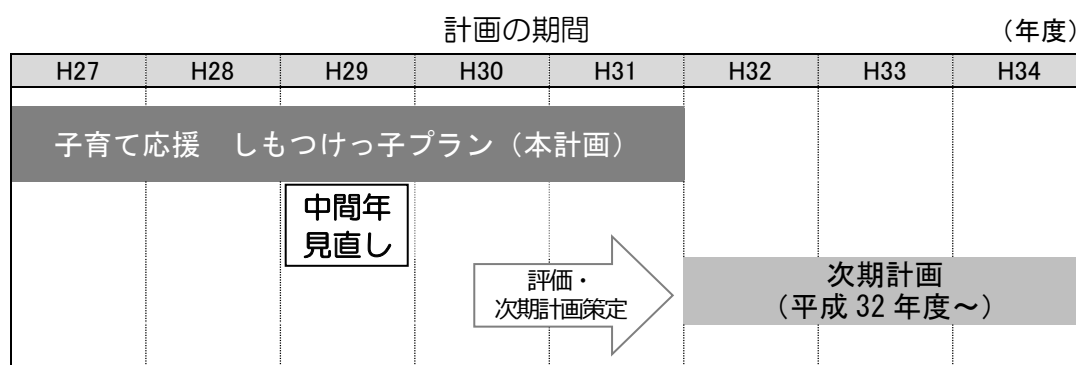 計画の期間
（年度）
H27 H28 H29 H30 H31 H32 H33 H34
子育て応援　しもつけっ子プラン（本計画）
中間年
見直し
評価・
次期計画策定
次期計画
（平成 32 年度～）